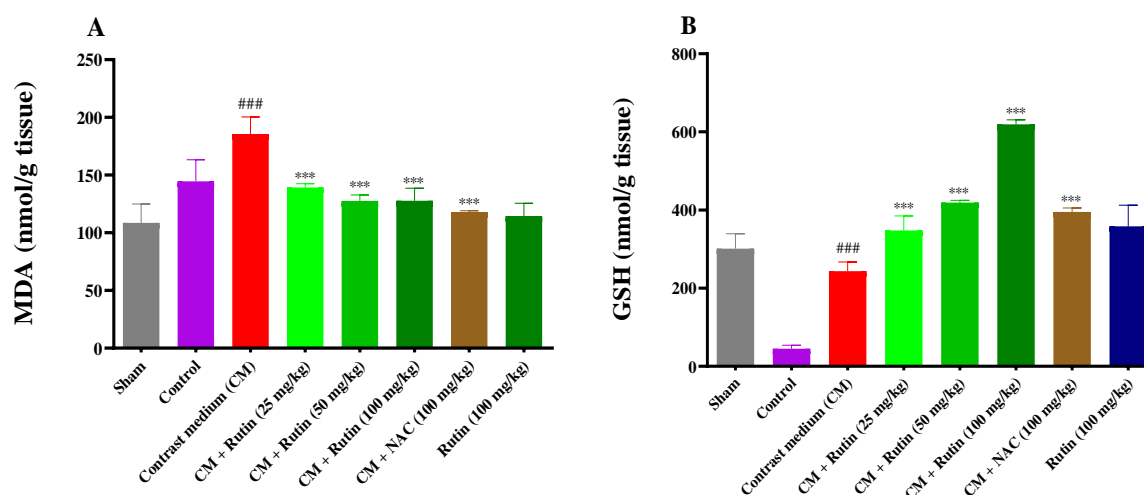 A
MDA (nmol/g tissue)
250
200
150
100
50
0
###
***
***
***
***
Sham
Control
Contrast medium (CM)
CM + Rutin (25 mg/kg)
CM + Rutin (50 mg/kg)
CM + Rutin (100 mg/kg)
CM + NAC (100 mg/kg)
Rutin (100 mg/kg)
B
GSH (nmol/g tissue)
800
600
400
200
0
###
***
***
***
***
Sham
Control
Contrast medium (CM)
CM + Rutin (25 mg/kg)
CM + Rutin (50 mg/kg)
CM + Rutin (100 mg/kg)
CM + NAC (100 mg/kg)
Rutin (100 mg/kg)